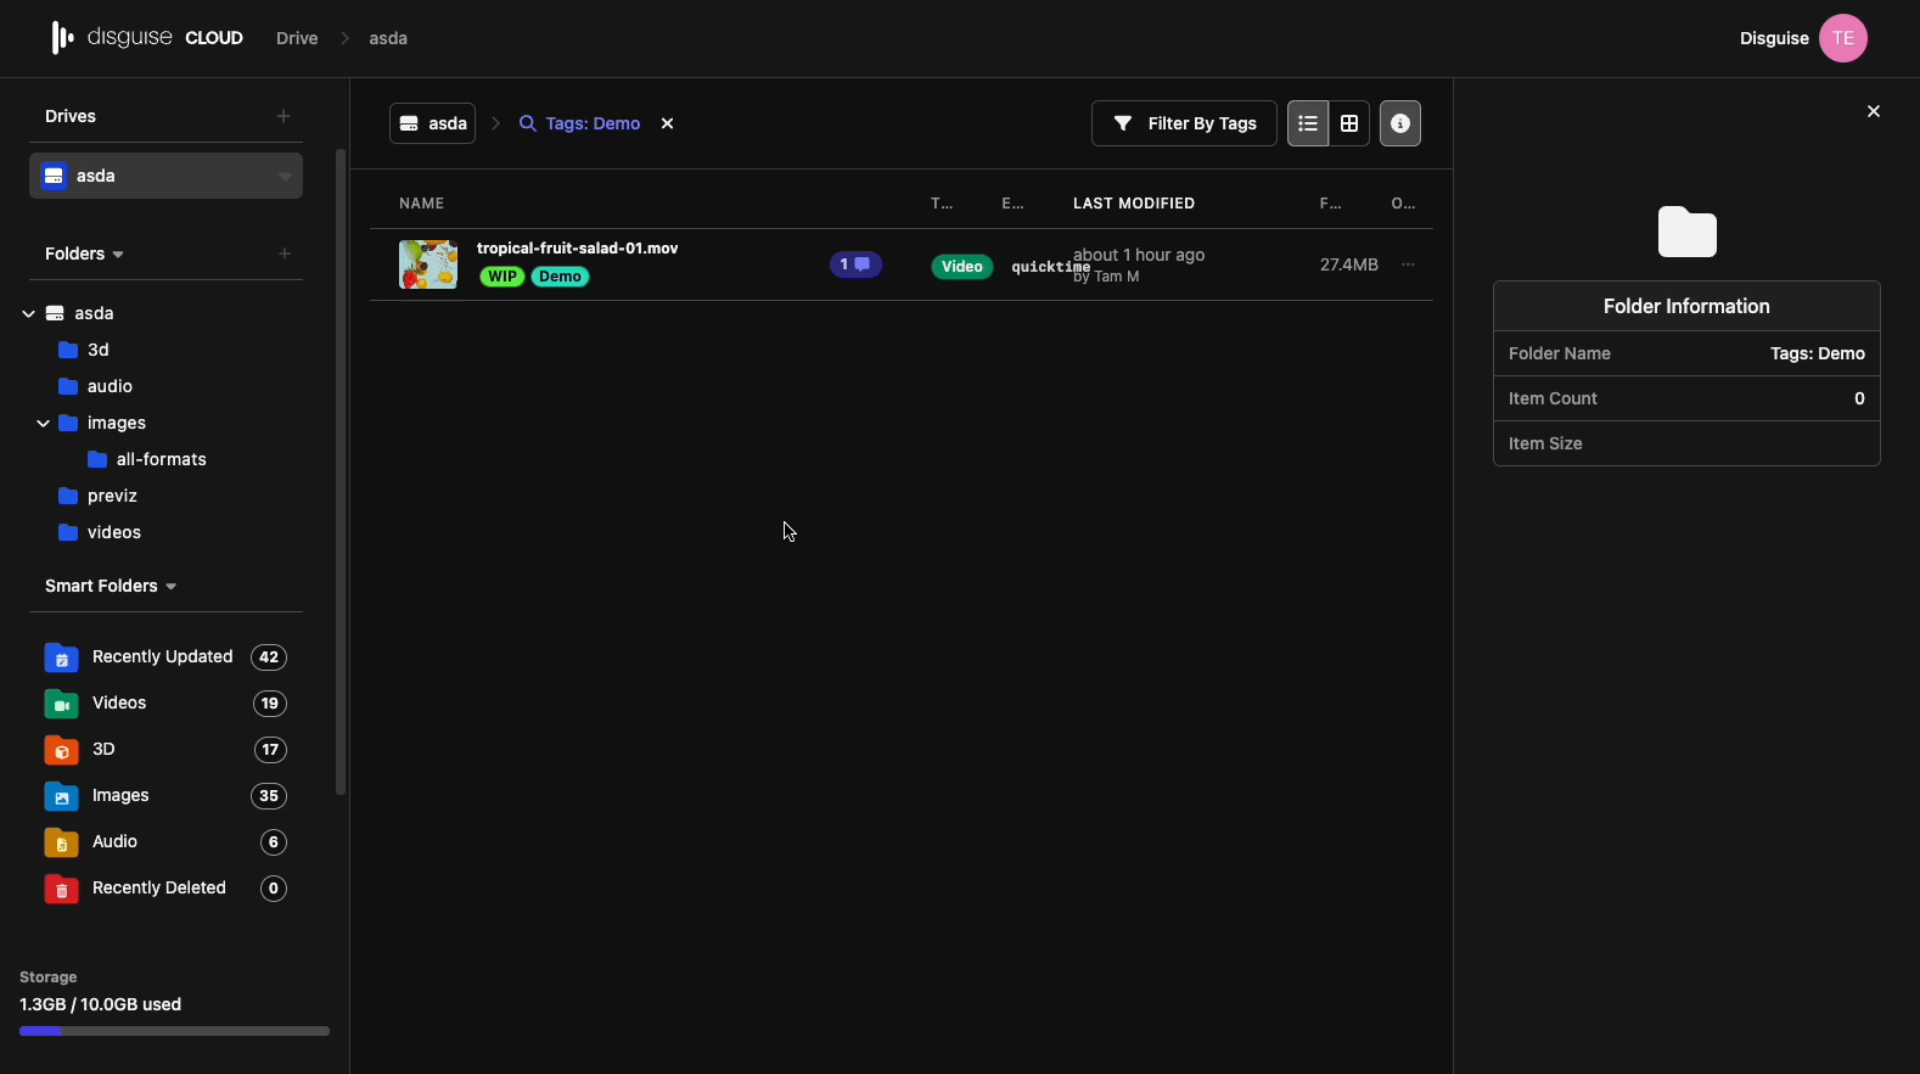 disguise CLOUD Drive > asda
Disguise TE
Drives +
asda
Folders +
asda
3d
audio
images
all-formats
previz
videos
Smart Folders
Recently Updated 42
Videos 19
3D 17
Images 35
Audio 6
Recently Deleted 0
Storage
1.3GB / 10.0GB used
asda > Tags: Demo ×
Filter By Tags
NAME T... E... LAST MODIFIED F... O...
tropical-fruit-salad-01.mov
WIP Demo
1
Video quicktime
about 1 hour ago
by Tam M
27.4MB ...
Folder Information
Folder Name Tags: Demo
Item Count 0
Item Size